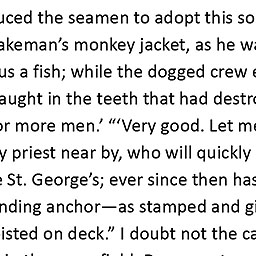 uced the seamen to adopt this so
akeman’s monkey jacket, as he wa
us a fish; while the dogged crew e
aught in the teeth that had destro
or more men.’ “‘Very good. Let me
y priest near by, who will quickly
e St. George’s; ever since then has
nding anchor—as stamped and gi
isted on deck.” I doubt not the ca